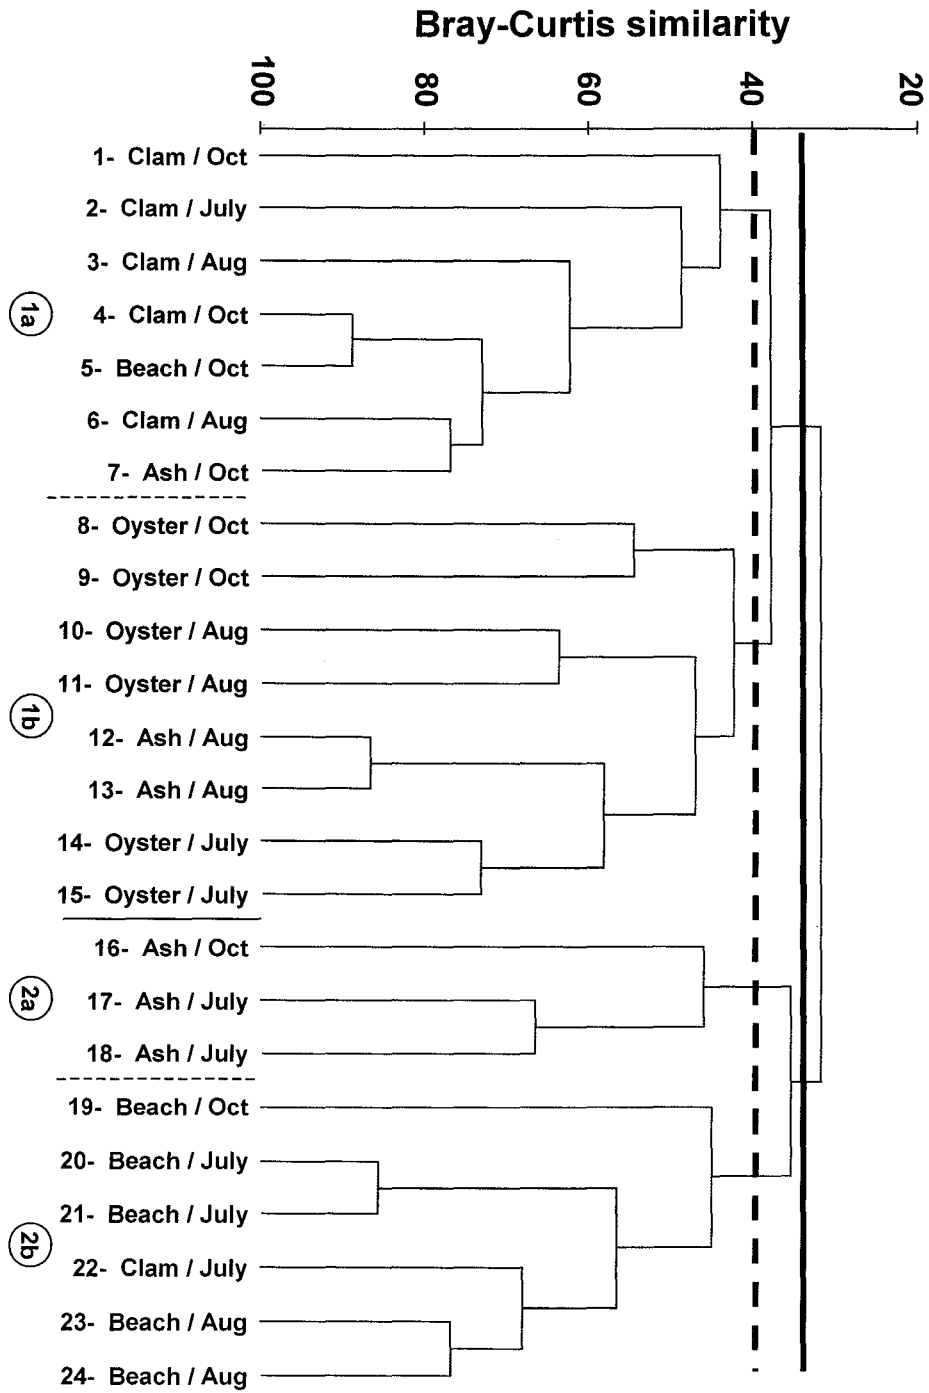 Bray-Curtis similarity
100 80 60 40 20
1- Clam / Oct
2- Clam / July
3- Clam / Aug
4- Clam / Oct
5- Beach / Oct
6- Clam / Aug
7- Ash / Oct
1a
8- Oyster / Oct
9- Oyster / Oct
10- Oyster / Aug
11- Oyster / Aug
12- Ash / Aug
13- Ash / Aug
14- Oyster / July
15- Oyster / July
1b
16- Ash / Oct
17- Ash / July
18- Ash / July
2a
19- Beach / Oct
20- Beach / July
21- Beach / July
22- Clam / July
23- Beach / Aug
24- Beach / Aug
2b